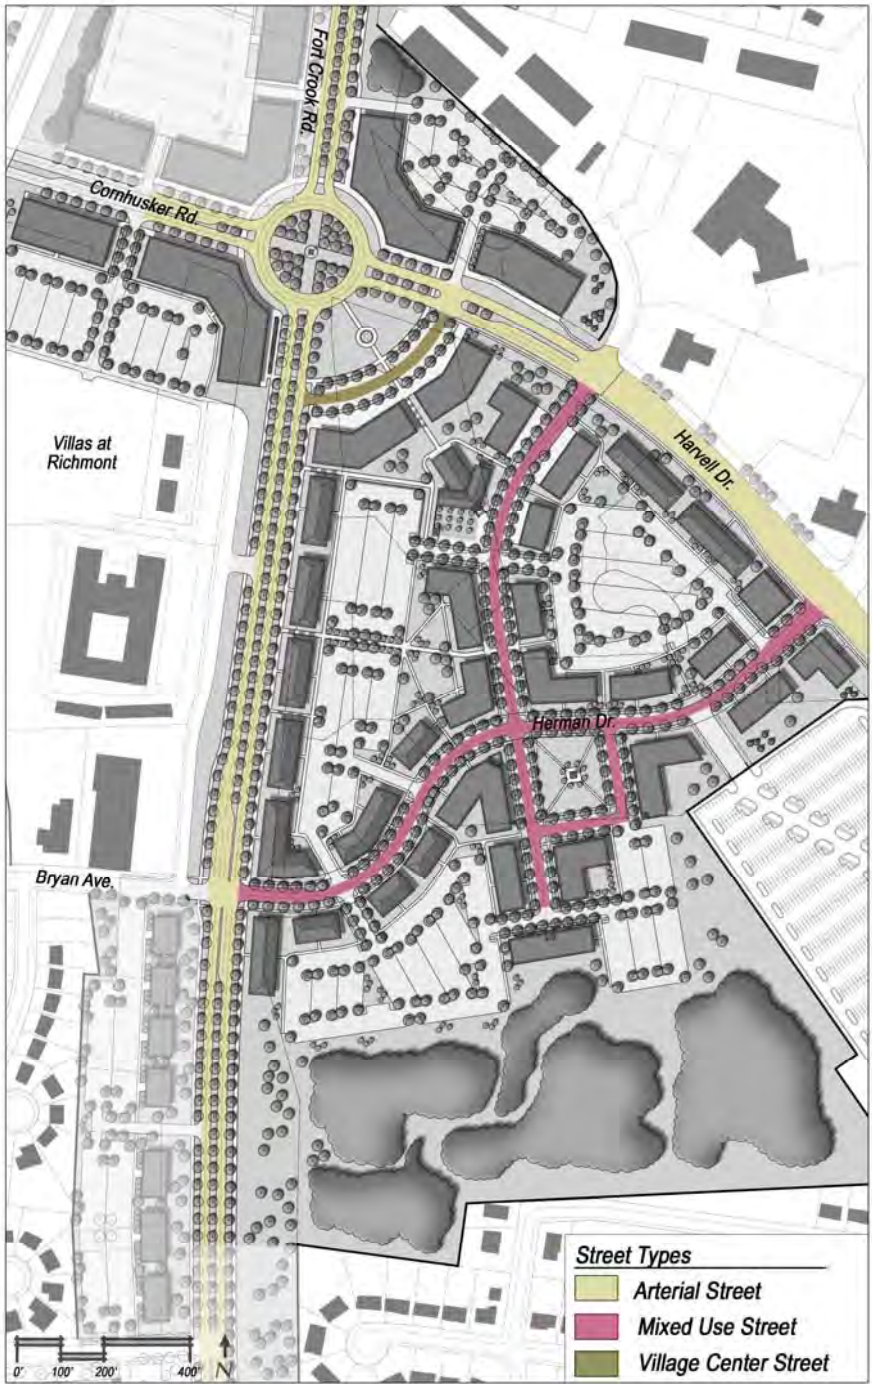 Fort Crook Rd.
Cornhusker Rd.
Harvell Dr.
Villas at
Richmont
Herman Dr.
Bryan Ave.
Street Types
Arterial Street
Mixed Use Street
Village Center Street
0' 100' 200' 400' N